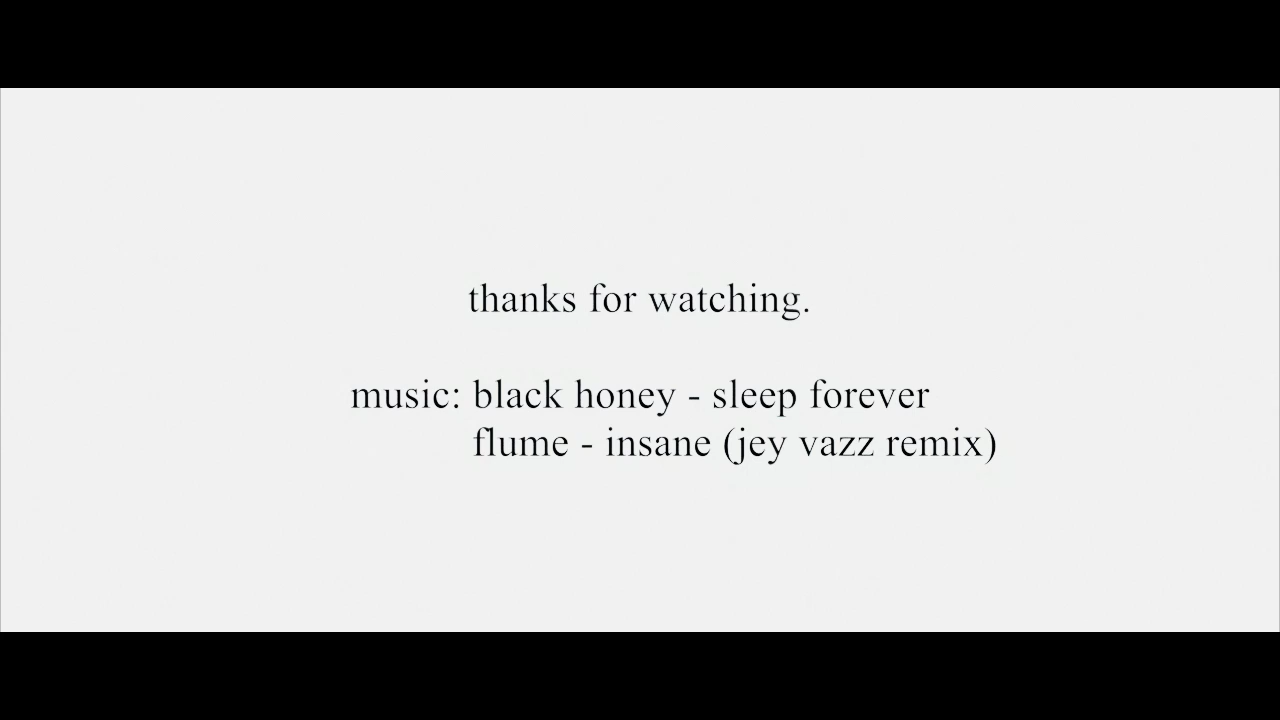 thanks for watching.
music: black honey - sleep forever
flume - insane (jey vazz remix)